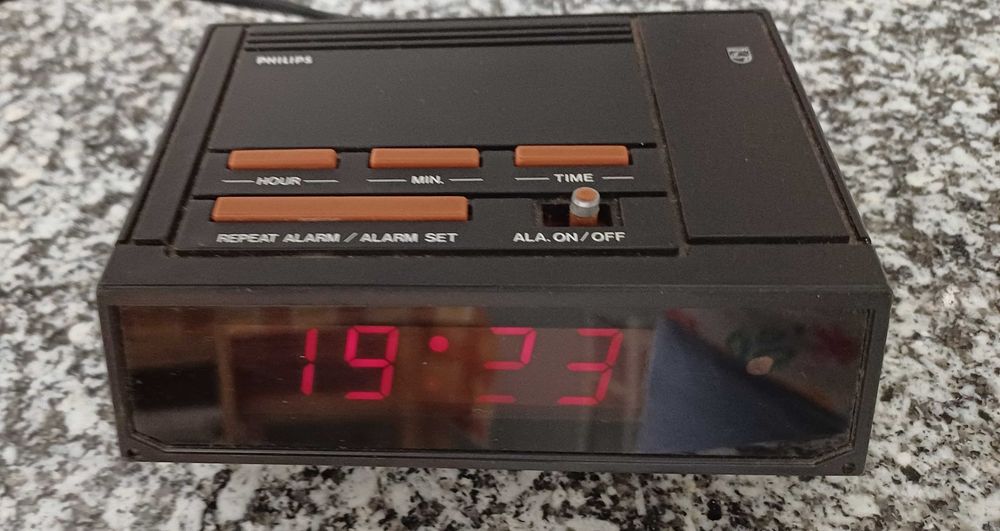 PHILIPS
HOUR MIN. TIME
REPEAT ALARM / ALARM SET ALA. ON / OFF
19:23